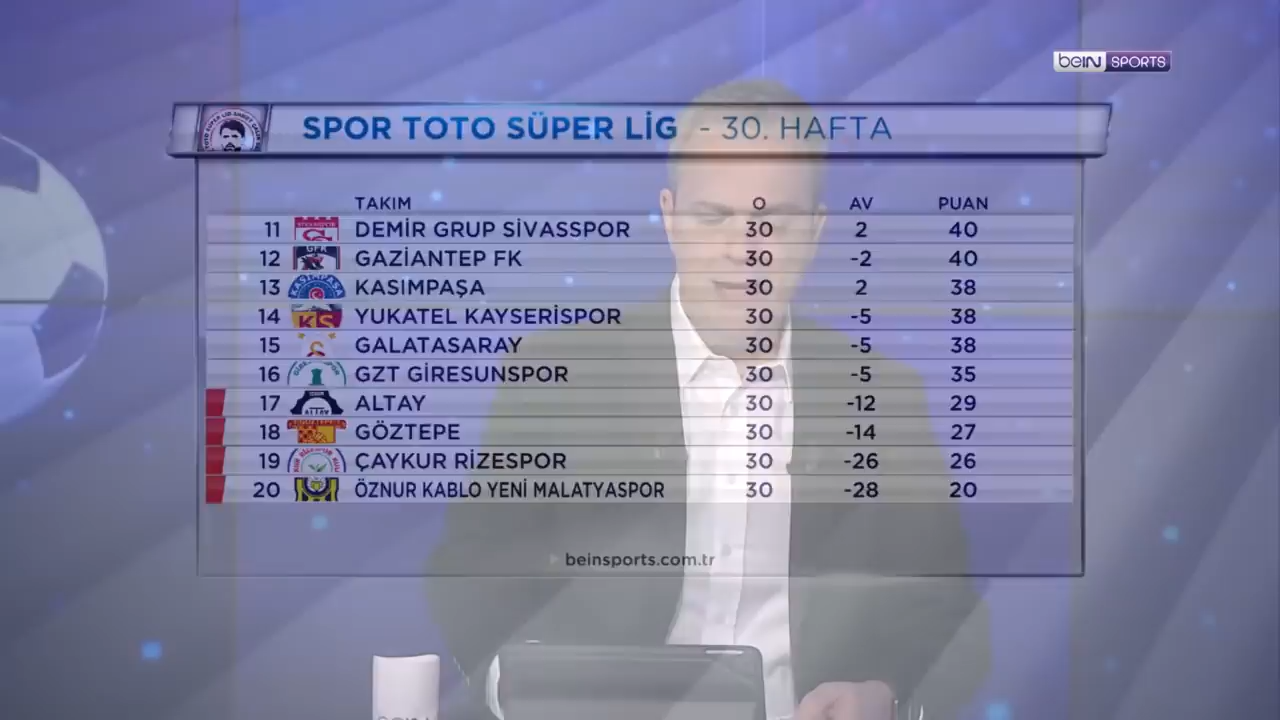 beIN SPORTS
SPOR TOTO SÜPER LİG - 30. HAFTA
TAKIM O AV PUAN
11 DEMİR GRUP SİVASSPOR 30 2 40
12 GAZİANTEP FK 30 -2 40
13 KASIMPAŞA 30 2 38
14 YUKATEL KAYSERİSPOR 30 -5 38
15 GALATASARAY 30 -5 38
16 GZT GİRESUNSPOR 30 -5 35
17 ALTAY 30 -12 29
18 GÖZTEPE 30 -14 27
19 ÇAYKUR RİZESPOR 30 -26 26
20 ÖZNUR KABLO YENİ MALATYASPOR 30 -28 20
beinsports.com.tr